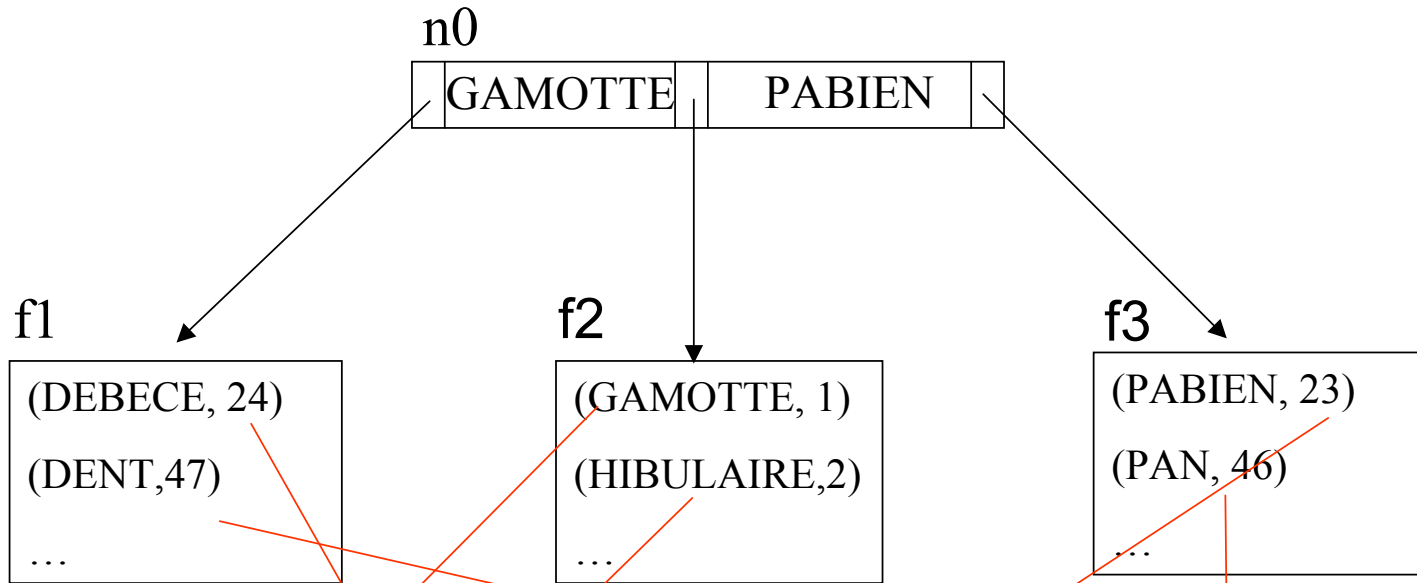 n0
GAMOTTE PABIEN
f1
(DEBECE, 24)
(DENT,47)
…
f2
(GAMOTTE, 1)
(HIBULAIRE,2)
…
f3
(PABIEN, 23)
(PAN, 46)
…